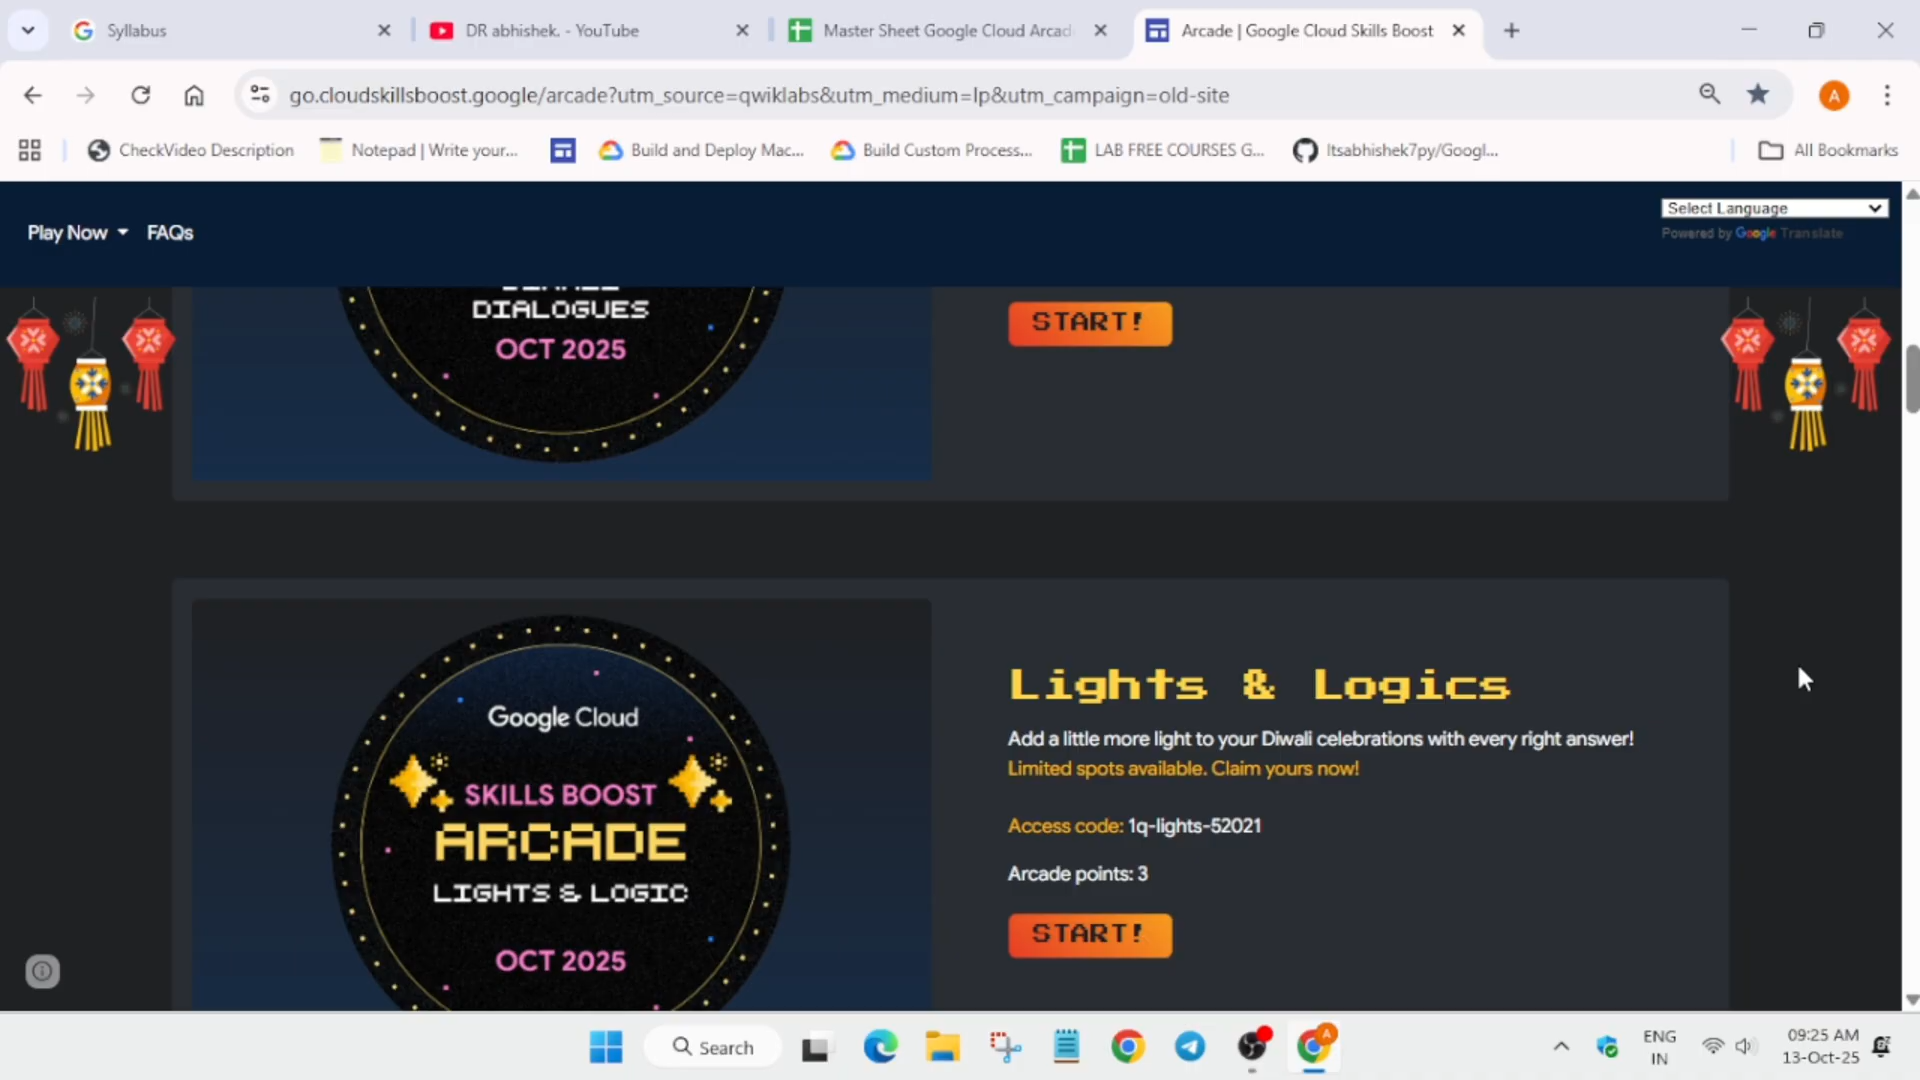 Syllabus
DR abhishek. - YouTube
Master Sheet Google Cloud Arcad
Arcade | Google Cloud Skills Boost
go.cloudskillsboost.google/arcade?utm_source=qwiklabs&utm_medium=lp&utm_campaign=old-site
A
CheckVideo Description
Notepad | Write your...
Build and Deploy Mac...
Build Custom Process...
LAB FREE COURSES G...
Itsabhishek7py/Googl...
All Bookmarks
Play Now
FAQs
Select Language
Powered by Google Translate
DIALOGUES
OCT 2025
START!
Google Cloud
SKILLS BOOST
ARCADE
LIGHTS & LOGIC
OCT 2025
Lights & Logics
Add a little more light to your Diwali celebrations with every right answer!
Limited spots available. Claim yours now!
Access code: 1q-lights-52021
Arcade points: 3
START!
Search
A
ENG
IN
09:25 AM
13-Oct-25